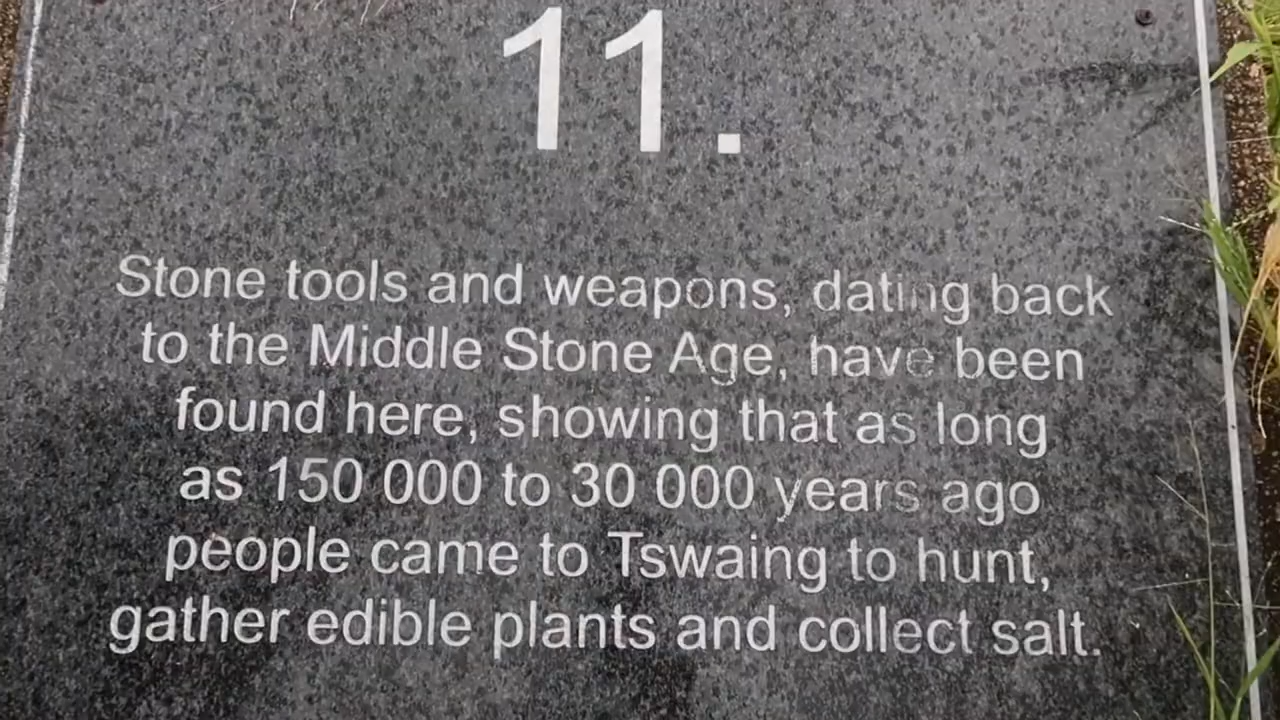 11.
Stone tools and weapons, dating back
to the Middle Stone Age, have been
found here, showing that as long
as 150 000 to 30 000 years ago
people came to Tswaing to hunt,
gather edible plants and collect salt.